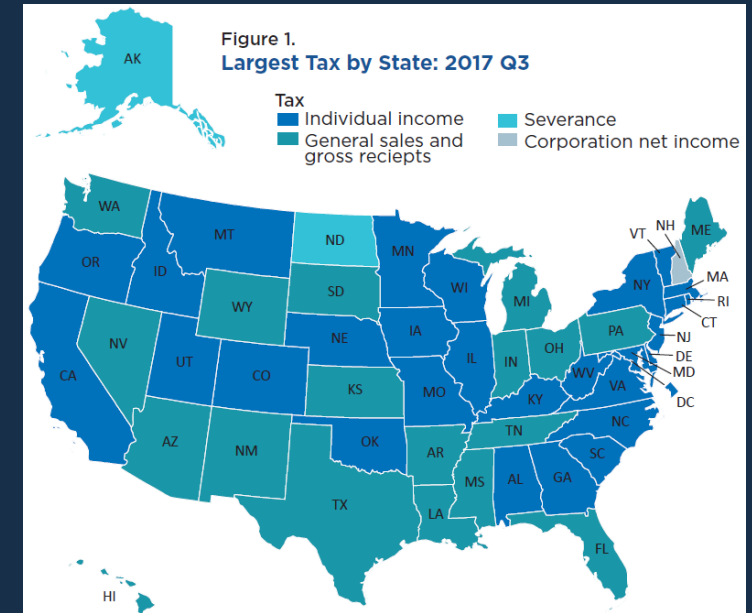 AK
Figure 1.
Largest Tax by State: 2017 Q3
Tax
Individual income
Severance
General sales and
gross reciepts
Corporation net income
WA
MT
ND
MN
VT
NH
ME
OR
ID
WI
MI
NY
MA
RI
CT
SD
WY
NE
IA
PA
NJ
NV
UT
CO
IL
IN
OH
DE
MD
DC
CA
KS
MO
WV
VA
KY
NC
AZ
NM
OK
AR
TN
SC
TX
LA
MS
AL
GA
FL
HI